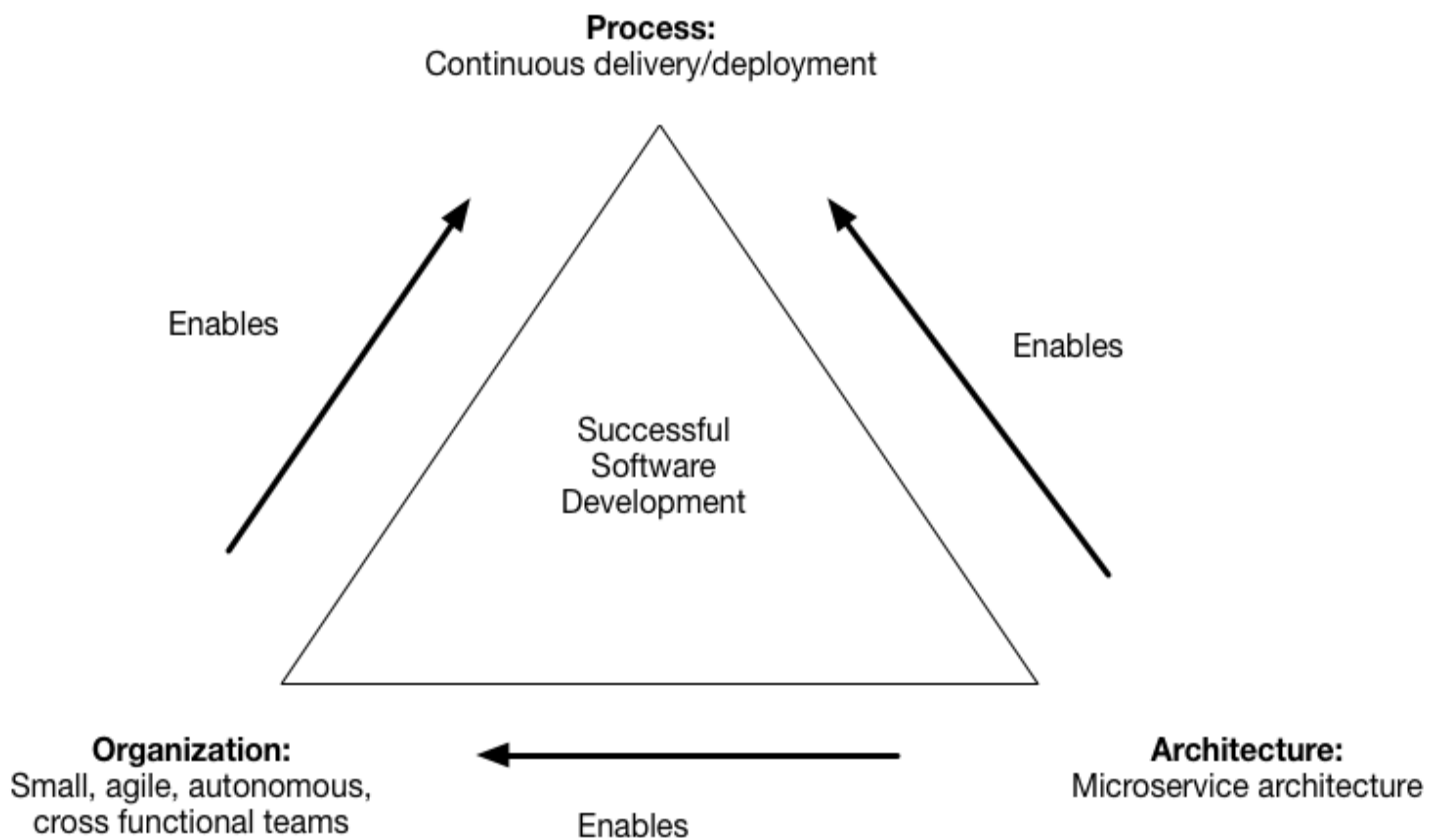 Process:
Continuous delivery/deployment
Enables
Enables
Successful
Software
Development
Organization:
Small, agile, autonomous,
cross functional teams
Enables
Architecture:
Microservice architecture